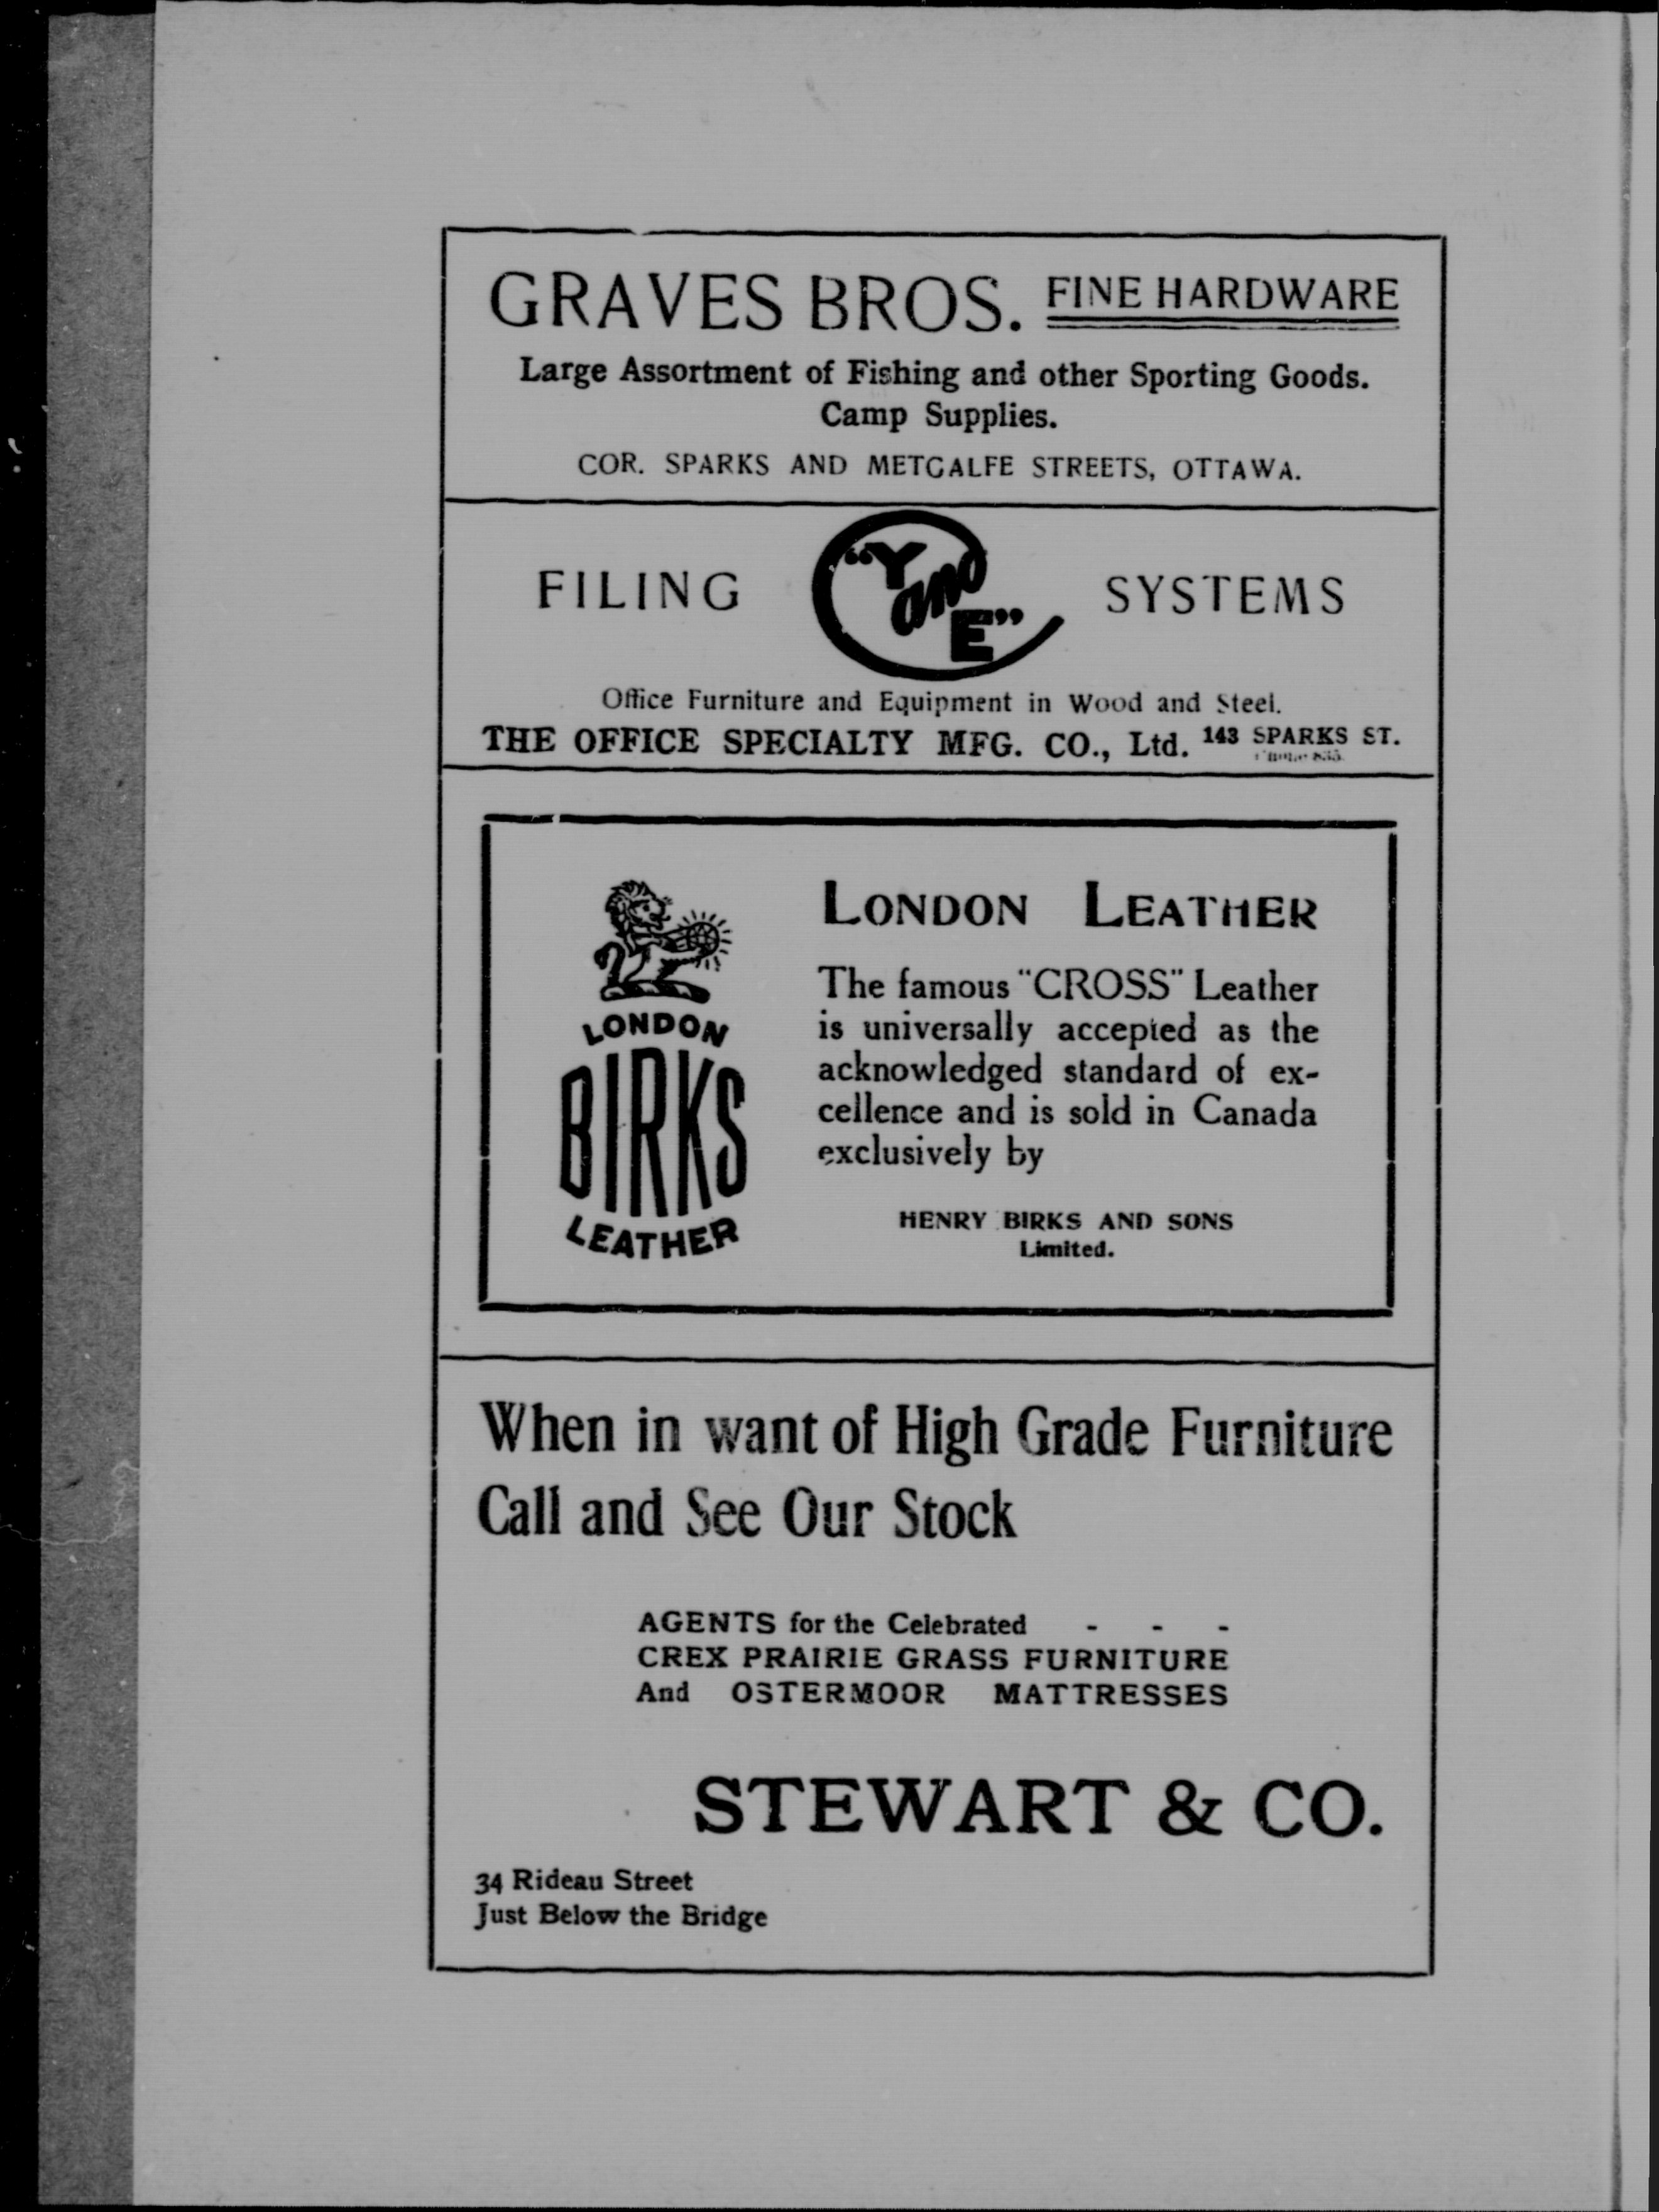 GRAVES BROS. FINE HARDWARE
Large Assortment of Fishing and other Sporting Goods.
Camp Supplies.
COR. SPARKS AND METCALFE STREETS, OTTAWA.
FILING "Y and E" SYSTEMS
Office Furniture and Equipment in Wood and Steel.
THE OFFICE SPECIALTY MFG. CO., Ltd. 143 SPARKS ST.
LONDON
BIRKS
LEATHER
LONDON LEATHER
The famous "CROSS" Leather
is universally accepted as the
acknowledged standard of ex-
cellence and is sold in Canada
exclusively by
HENRY BIRKS AND SONS
Limited.
When in want of High Grade Furniture
Call and See Our Stock
AGENTS for the Celebrated - - -
CREX PRAIRIE GRASS FURNITURE
And OSTERMOOR MATTRESSES
STEWART & CO.
34 Rideau Street
Just Below the Bridge